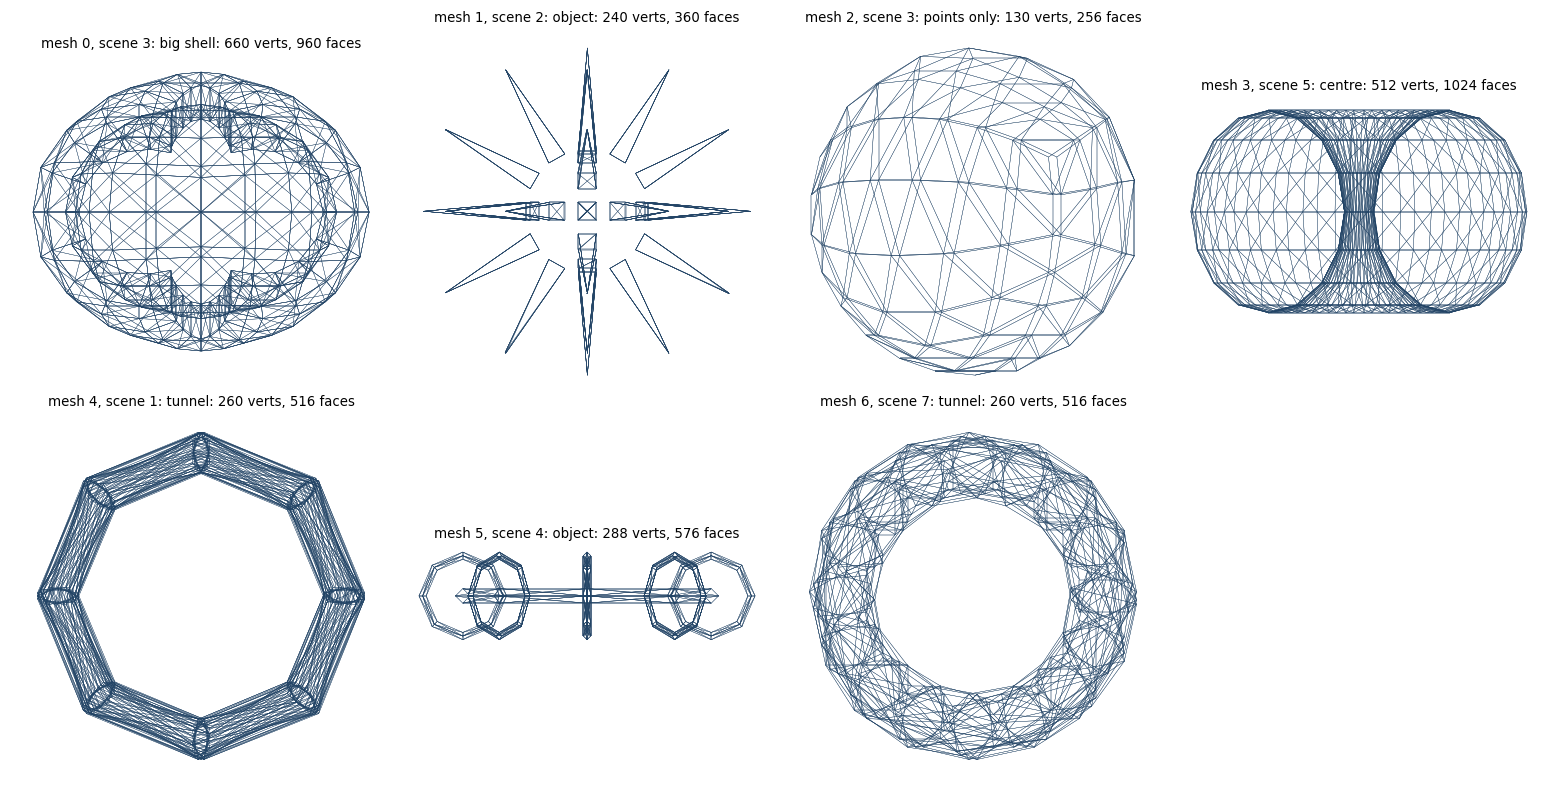 mesh 0, scene 3: big shell: 660 verts, 960 faces
mesh 1, scene 2: object: 240 verts, 360 faces
mesh 2, scene 3: points only: 130 verts, 256 faces
mesh 3, scene 5: centre: 512 verts, 1024 faces
mesh 4, scene 1: tunnel: 260 verts, 516 faces
mesh 5, scene 4: object: 288 verts, 576 faces
mesh 6, scene 7: tunnel: 260 verts, 516 faces